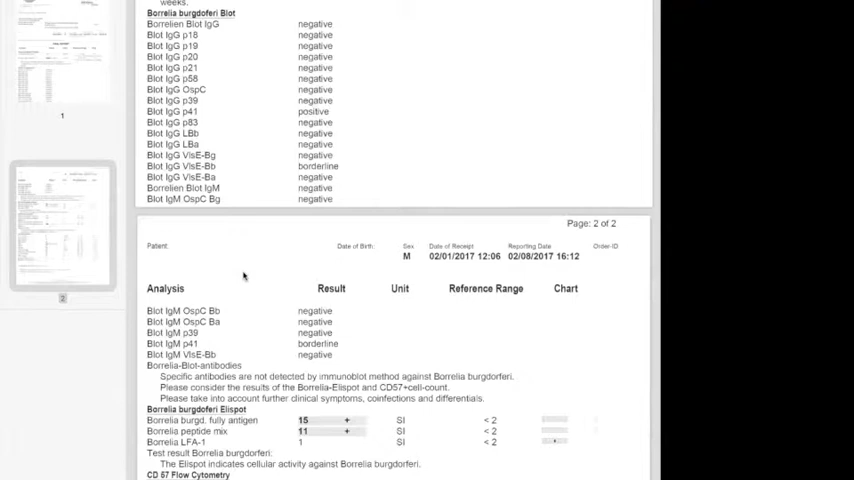 weeks.
Borrelia burgdoferi Blot
Borrelien Blot IgG negative
Blot IgG p18 negative
Blot IgG p19 negative
Blot IgG p20 negative
Blot IgG p21 negative
Blot IgG p58 negative
Blot IgG OspC negative
Blot IgG p39 negative
Blot IgG p41 positive
Blot IgG p83 negative
Blot IgG LBb negative
Blot IgG LBa negative
Blot IgG VlsE-Bg negative
Blot IgG VlsE-Bb borderline
Blot IgG VlsE-Ba negative
Borrelien Blot IgM negative
Blot IgM OspC Bg negative
1
Page: 2 of 2
Patient: Date of Birth: Sex Date of Receipt Reporting Date Order-ID
M 02/01/2017 12:06 02/08/2017 16:12
Analysis Result Unit Reference Range Chart
2
Blot IgM OspC Bb negative
Blot IgM OspC Ba negative
Blot IgM p39 negative
Blot IgM p41 borderline
Blot IgM VlsE-Bb negative
Borrelia-Blot-antibodies
Specific antibodies are not detected by immunoblot method against Borrelia burgdorferi.
Please consider the results of the Borrelia-Elispot and CD57+cell-count.
Please take into account further clinical symptoms, coinfections and differentials.
Borrelia burgdoferi Elispot
Borrelia burgd. fully antigen 15 + SI < 2
Borrelia peptide mix 11 + SI < 2
Borrelia LFA-1 1 SI < 2
Test result Borrelia burgdorferi:
The Elispot indicates cellular activity against Borrelia burgdorferi.
CD 57 Flow Cytometry